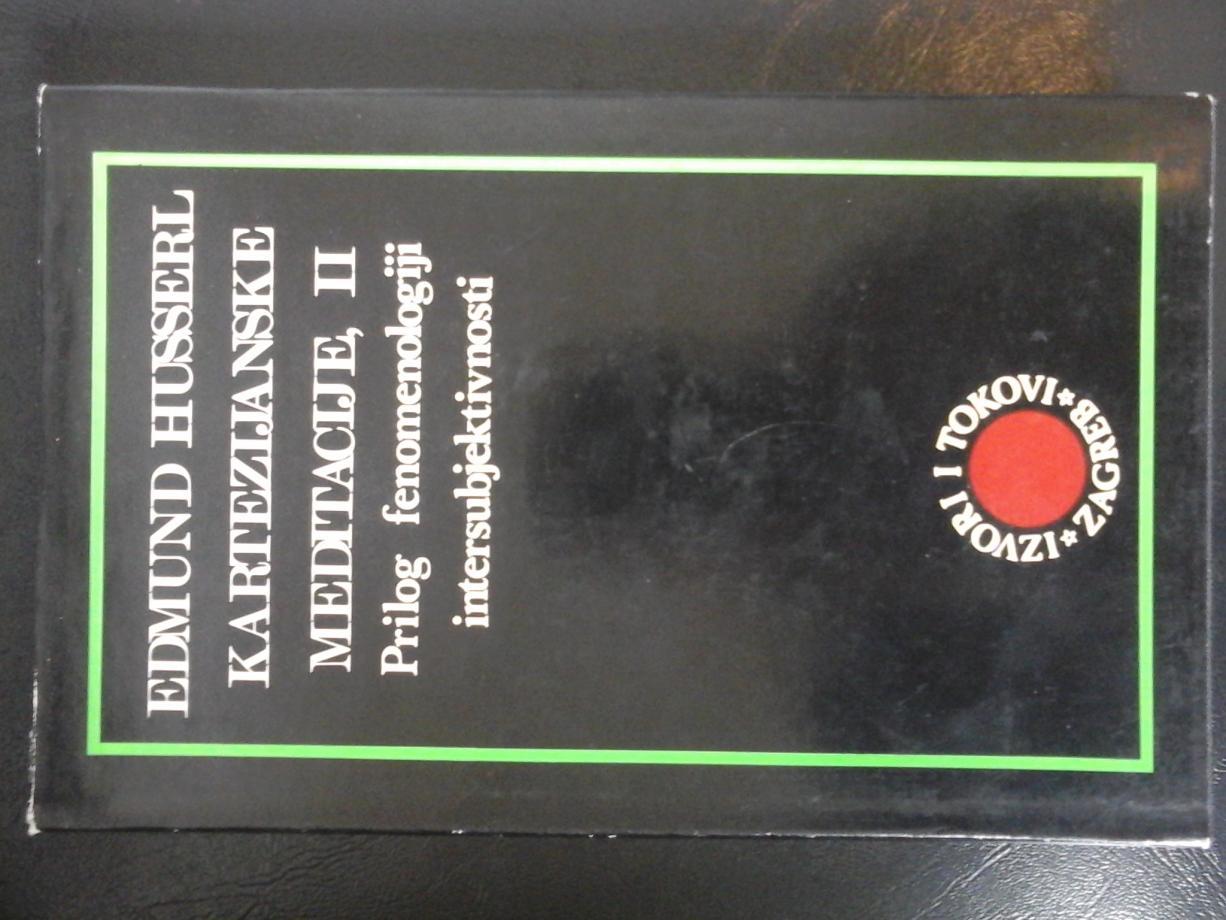 EDMUND HUSSERL
KARTEZIJANSKE
MEDITACIJE, II
Prilog fenomenologiji
intersubjektivnosti
IZVORI I TOKOVI * ZAGREB *